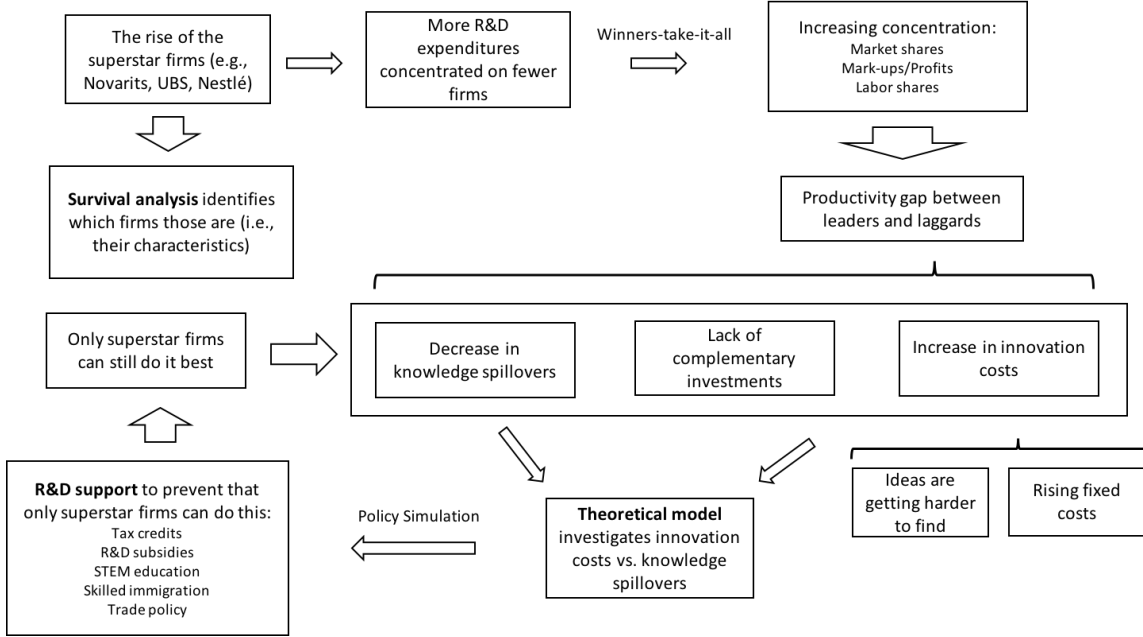 The rise of the
superstar firms (e.g.,
Novarits, UBS, Nestlé)
More R&D
expenditures
concentrated on fewer
firms
Winners-take-it-all
Increasing concentration:
Market shares
Mark-ups/Profits
Labor shares
Survival analysis identifies
which firms those are (i.e.,
their characteristics)
Productivity gap between
leaders and laggards
Only superstar firms
can still do it best
Decrease in
knowledge spillovers
Lack of
complementary
investments
Increase in innovation
costs
R&D support to prevent that
only superstar firms can do this:
Tax credits
R&D subsidies
STEM education
Skilled immigration
Trade policy
Policy Simulation
Theoretical model
investigates innovation
costs vs. knowledge
spillovers
Ideas are
getting harder
to find
Rising fixed
costs